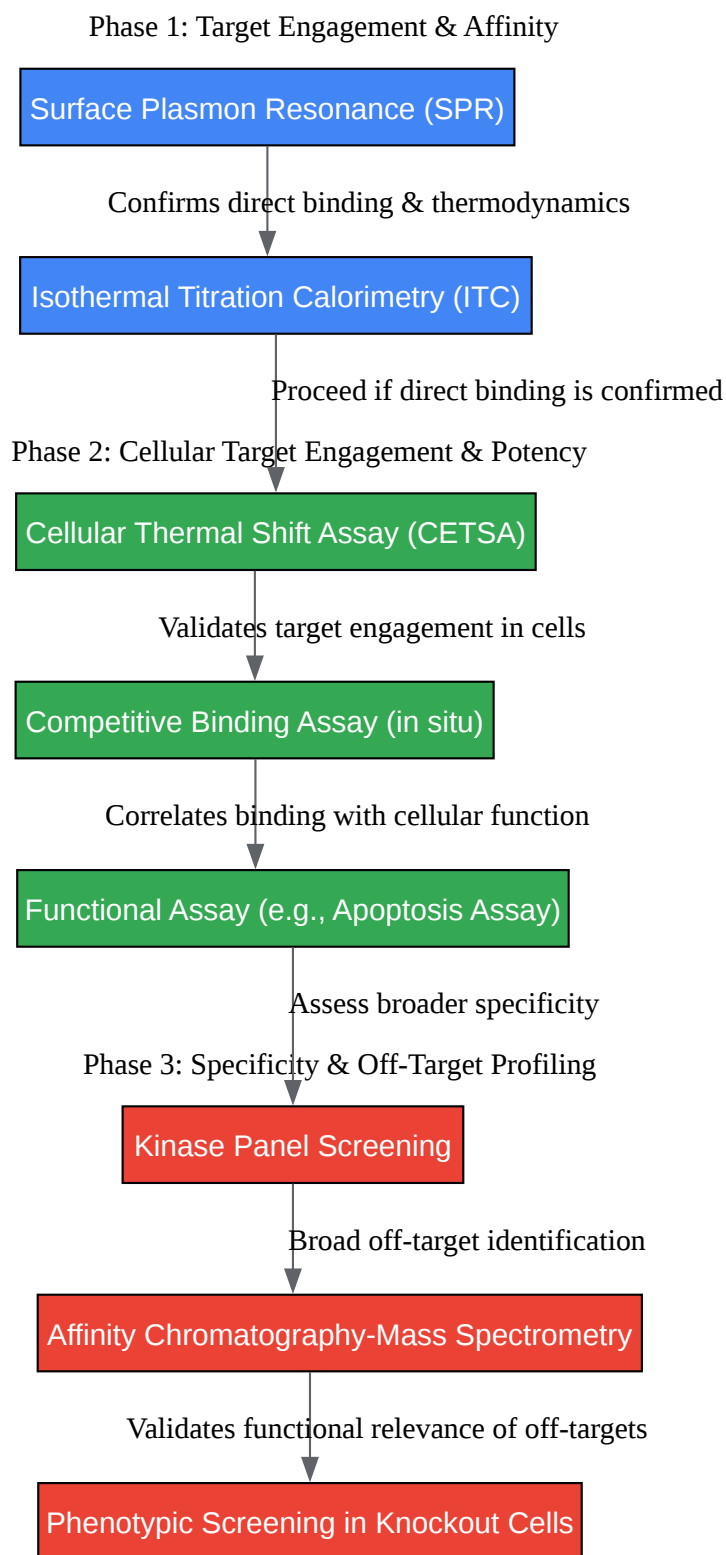 Phase 1: Target Engagement & Affinity
Surface Plasmon Resonance (SPR)
Confirms direct binding & thermodynamics
Isothermal Titration Calorimetry (ITC)
Proceed if direct binding is confirmed
Phase 2: Cellular Target Engagement & Potency
Cellular Thermal Shift Assay (CETSA)
Validates target engagement in cells
Competitive Binding Assay (in situ)
Correlates binding with cellular function
Functional Assay (e.g., Apoptosis Assay)
Assess broader specificity
Phase 3: Specificity & Off-Target Profiling
Kinase Panel Screening
Broad off-target identification
Affinity Chromatography-Mass Spectrometry
Validates functional relevance of off-targets
Phenotypic Screening in Knockout Cells